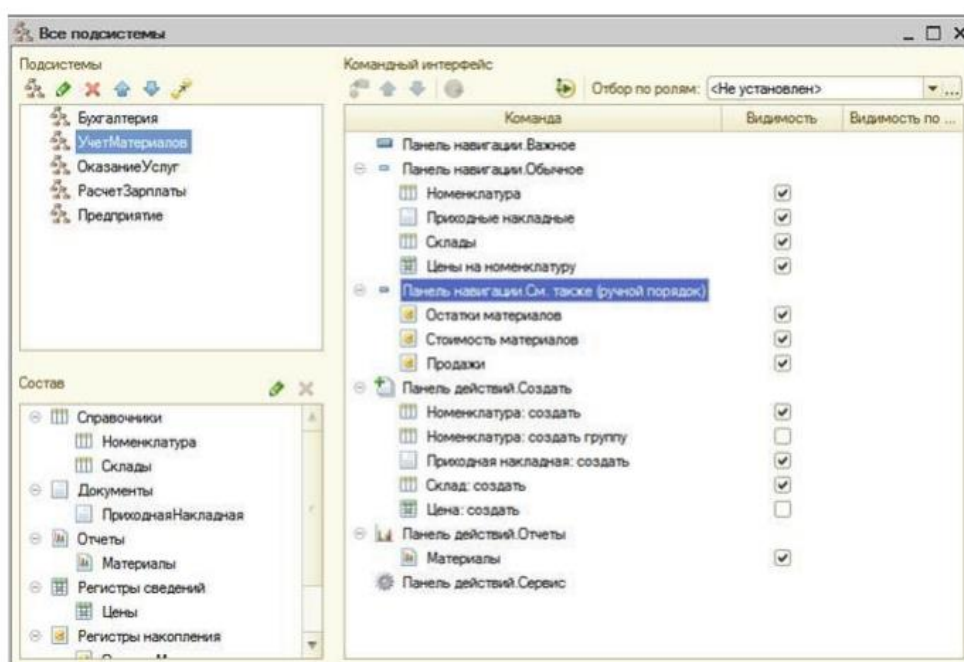 Все подсистемы
Подсистемы
Бухгалтерия
УчетМатериалов
ОказаниеУслуг
РасчетЗарплаты
Предприятие
Состав
Справочники
Номенклатура
Склады
Документы
ПриходнаяНакладная
Отчеты
Материалы
Регистры сведений
Цены
Регистры накопления
Командный интерфейс
Отбор по ролям: <Не установлен>
Команда Видимость Видимость по ...
Панель навигации.Важное
Панель навигации.Обычное
Номенклатура
Приходные накладные
Склады
Цены на номенклатуру
Панель навигации.См. также (ручной порядок)
Остатки материалов
Стоимость материалов
Продажи
Панель действий.Создать
Номенклатура: создать
Номенклатура: создать группу
Приходная накладная: создать
Склад: создать
Цена: создать
Панель действий.Отчеты
Материалы
Панель действий.Сервис